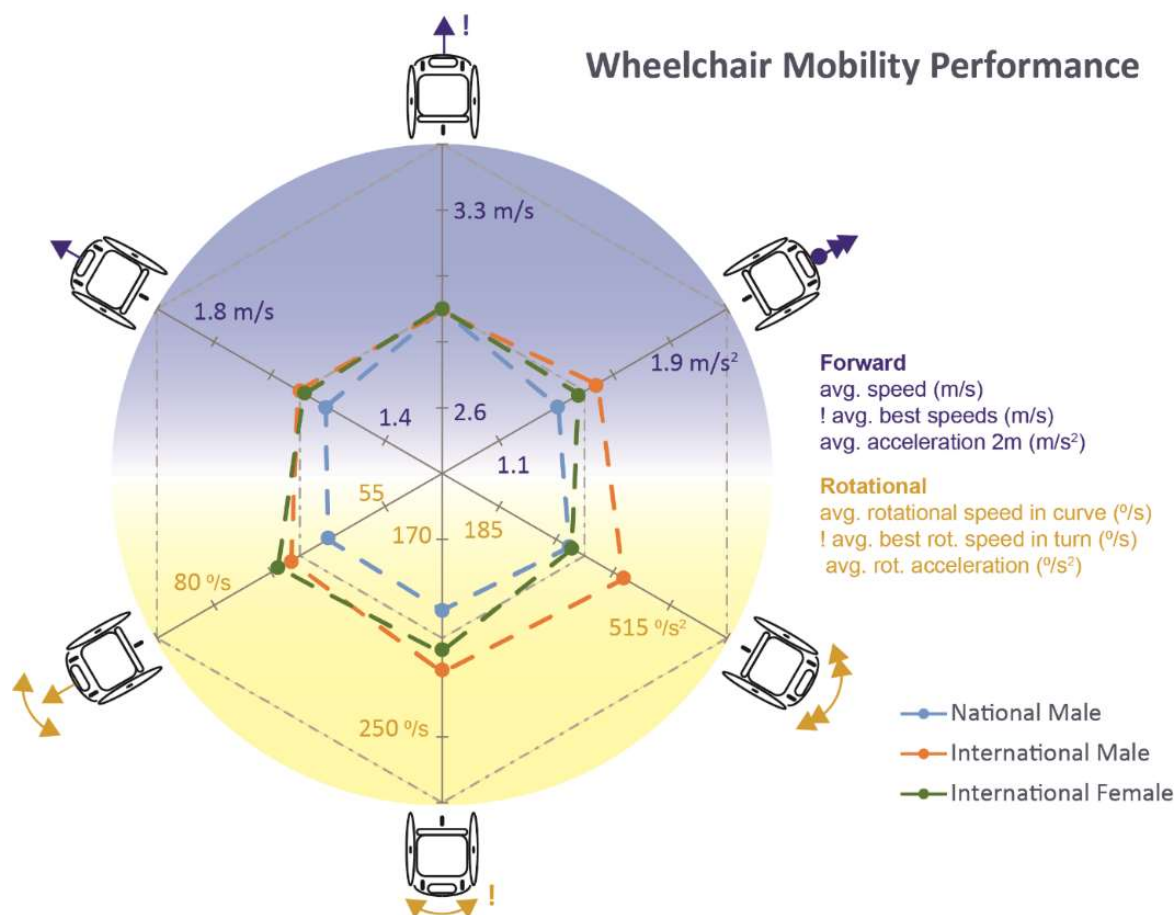 !
Wheelchair Mobility Performance
3.3 m/s
1.8 m/s
1.9 m/s²
2.6
1.4
1.1
Forward
avg. speed (m/s)
! avg. best speeds (m/s)
avg. acceleration 2m (m/s²)
Rotational
avg. rotational speed in curve (º/s)
! avg. best rot. speed in turn (º/s)
avg. rot. acceleration (º/s²)
55
170
185
80 º/s
515 º/s²
250 º/s
National Male
International Male
International Female
!